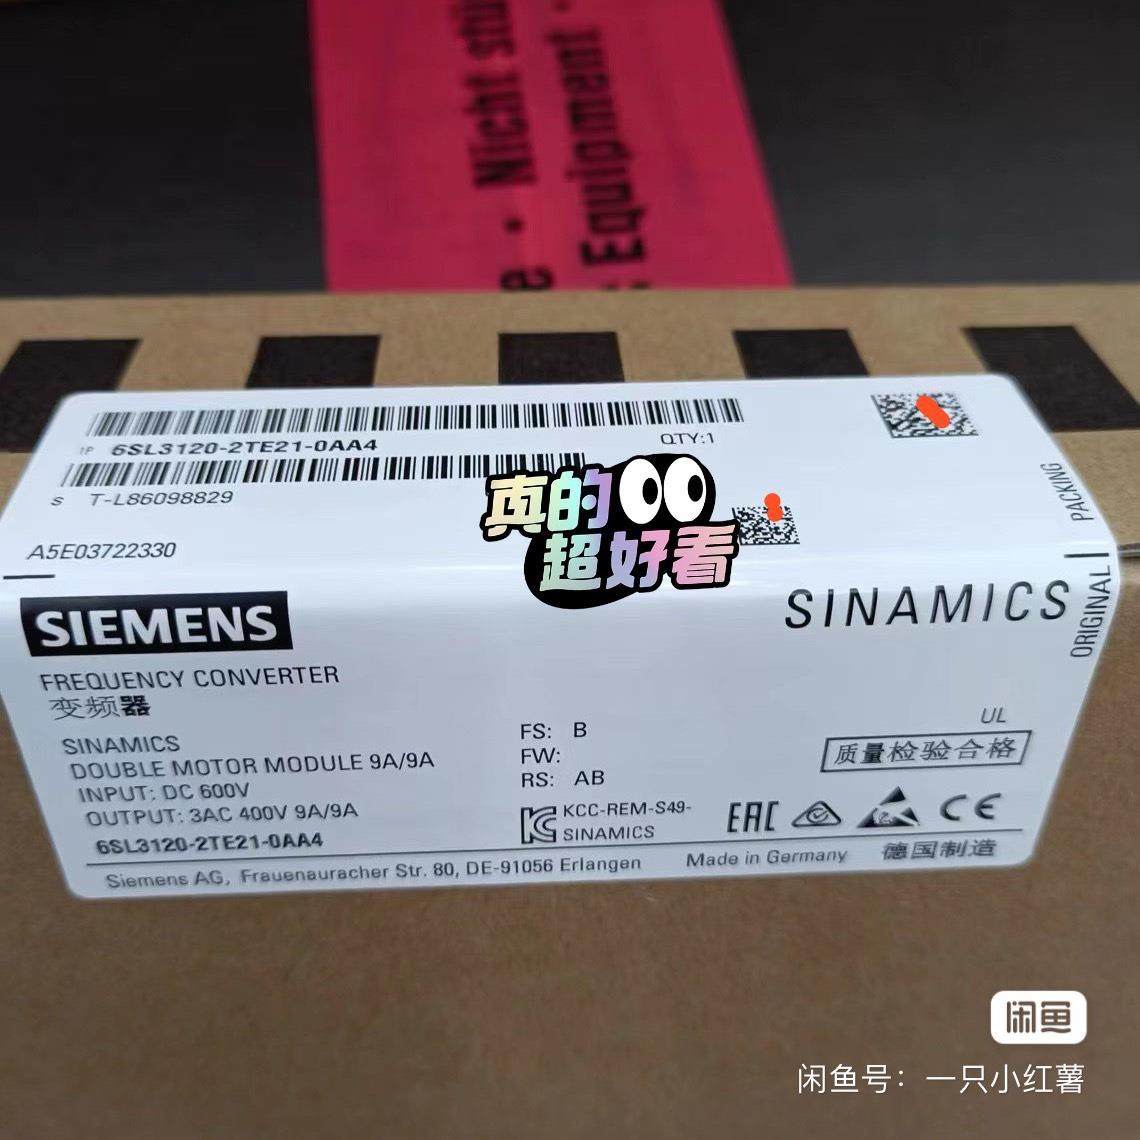 Nicht
Equipment
1P 6SL3120-2TE21-0AA4
QTY:1
S T-L86098829
A5E03722330
真的
超好看
PACKING
ORIGINAL
SIEMENS
SINAMICS
FREQUENCY CONVERTER
变频器
SINAMICS
DOUBLE MOTOR MODULE 9A/9A
INPUT: DC 600V
OUTPUT: 3AC 400V 9A/9A
6SL3120-2TE21-0AA4
FS: B
FW:
RS: AB
KCC-REM-S49-
SINAMICS
UL
质量检验合格
EAC
CE
Siemens AG, Frauenauracher Str. 80, DE-91056 Erlangen
Made in Germany 德国制造
闲鱼
闲鱼号：一只小红薯